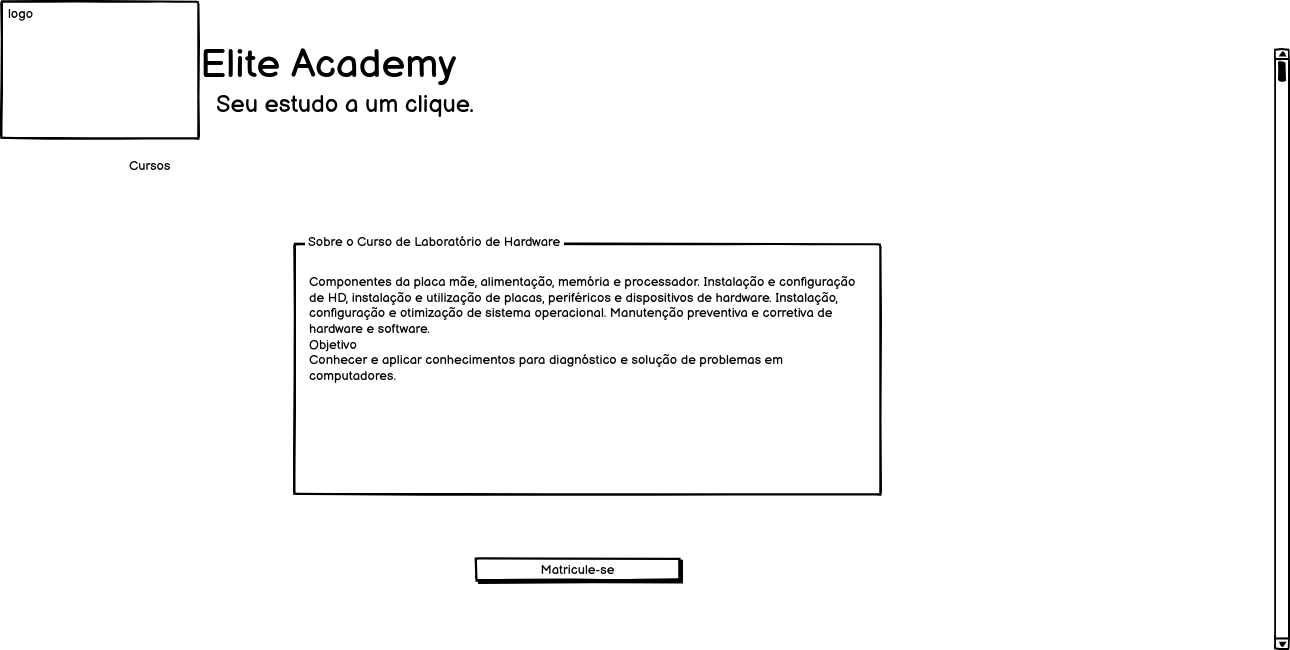 logo
Elite Academy
Seu estudo a um clique.
Cursos
Sobre o Curso de Laboratório de Hardware
Componentes da placa mãe, alimentação, memória e processador. Instalação e configuração
de HD, instalação e utilização de placas, periféricos e dispositivos de hardware. Instalação,
configuração e otimização de sistema operacional. Manutenção preventiva e corretiva de
hardware e software.
Objetivo
Conhecer e aplicar conhecimentos para diagnóstico e solução de problemas em
computadores.
Matricule-se